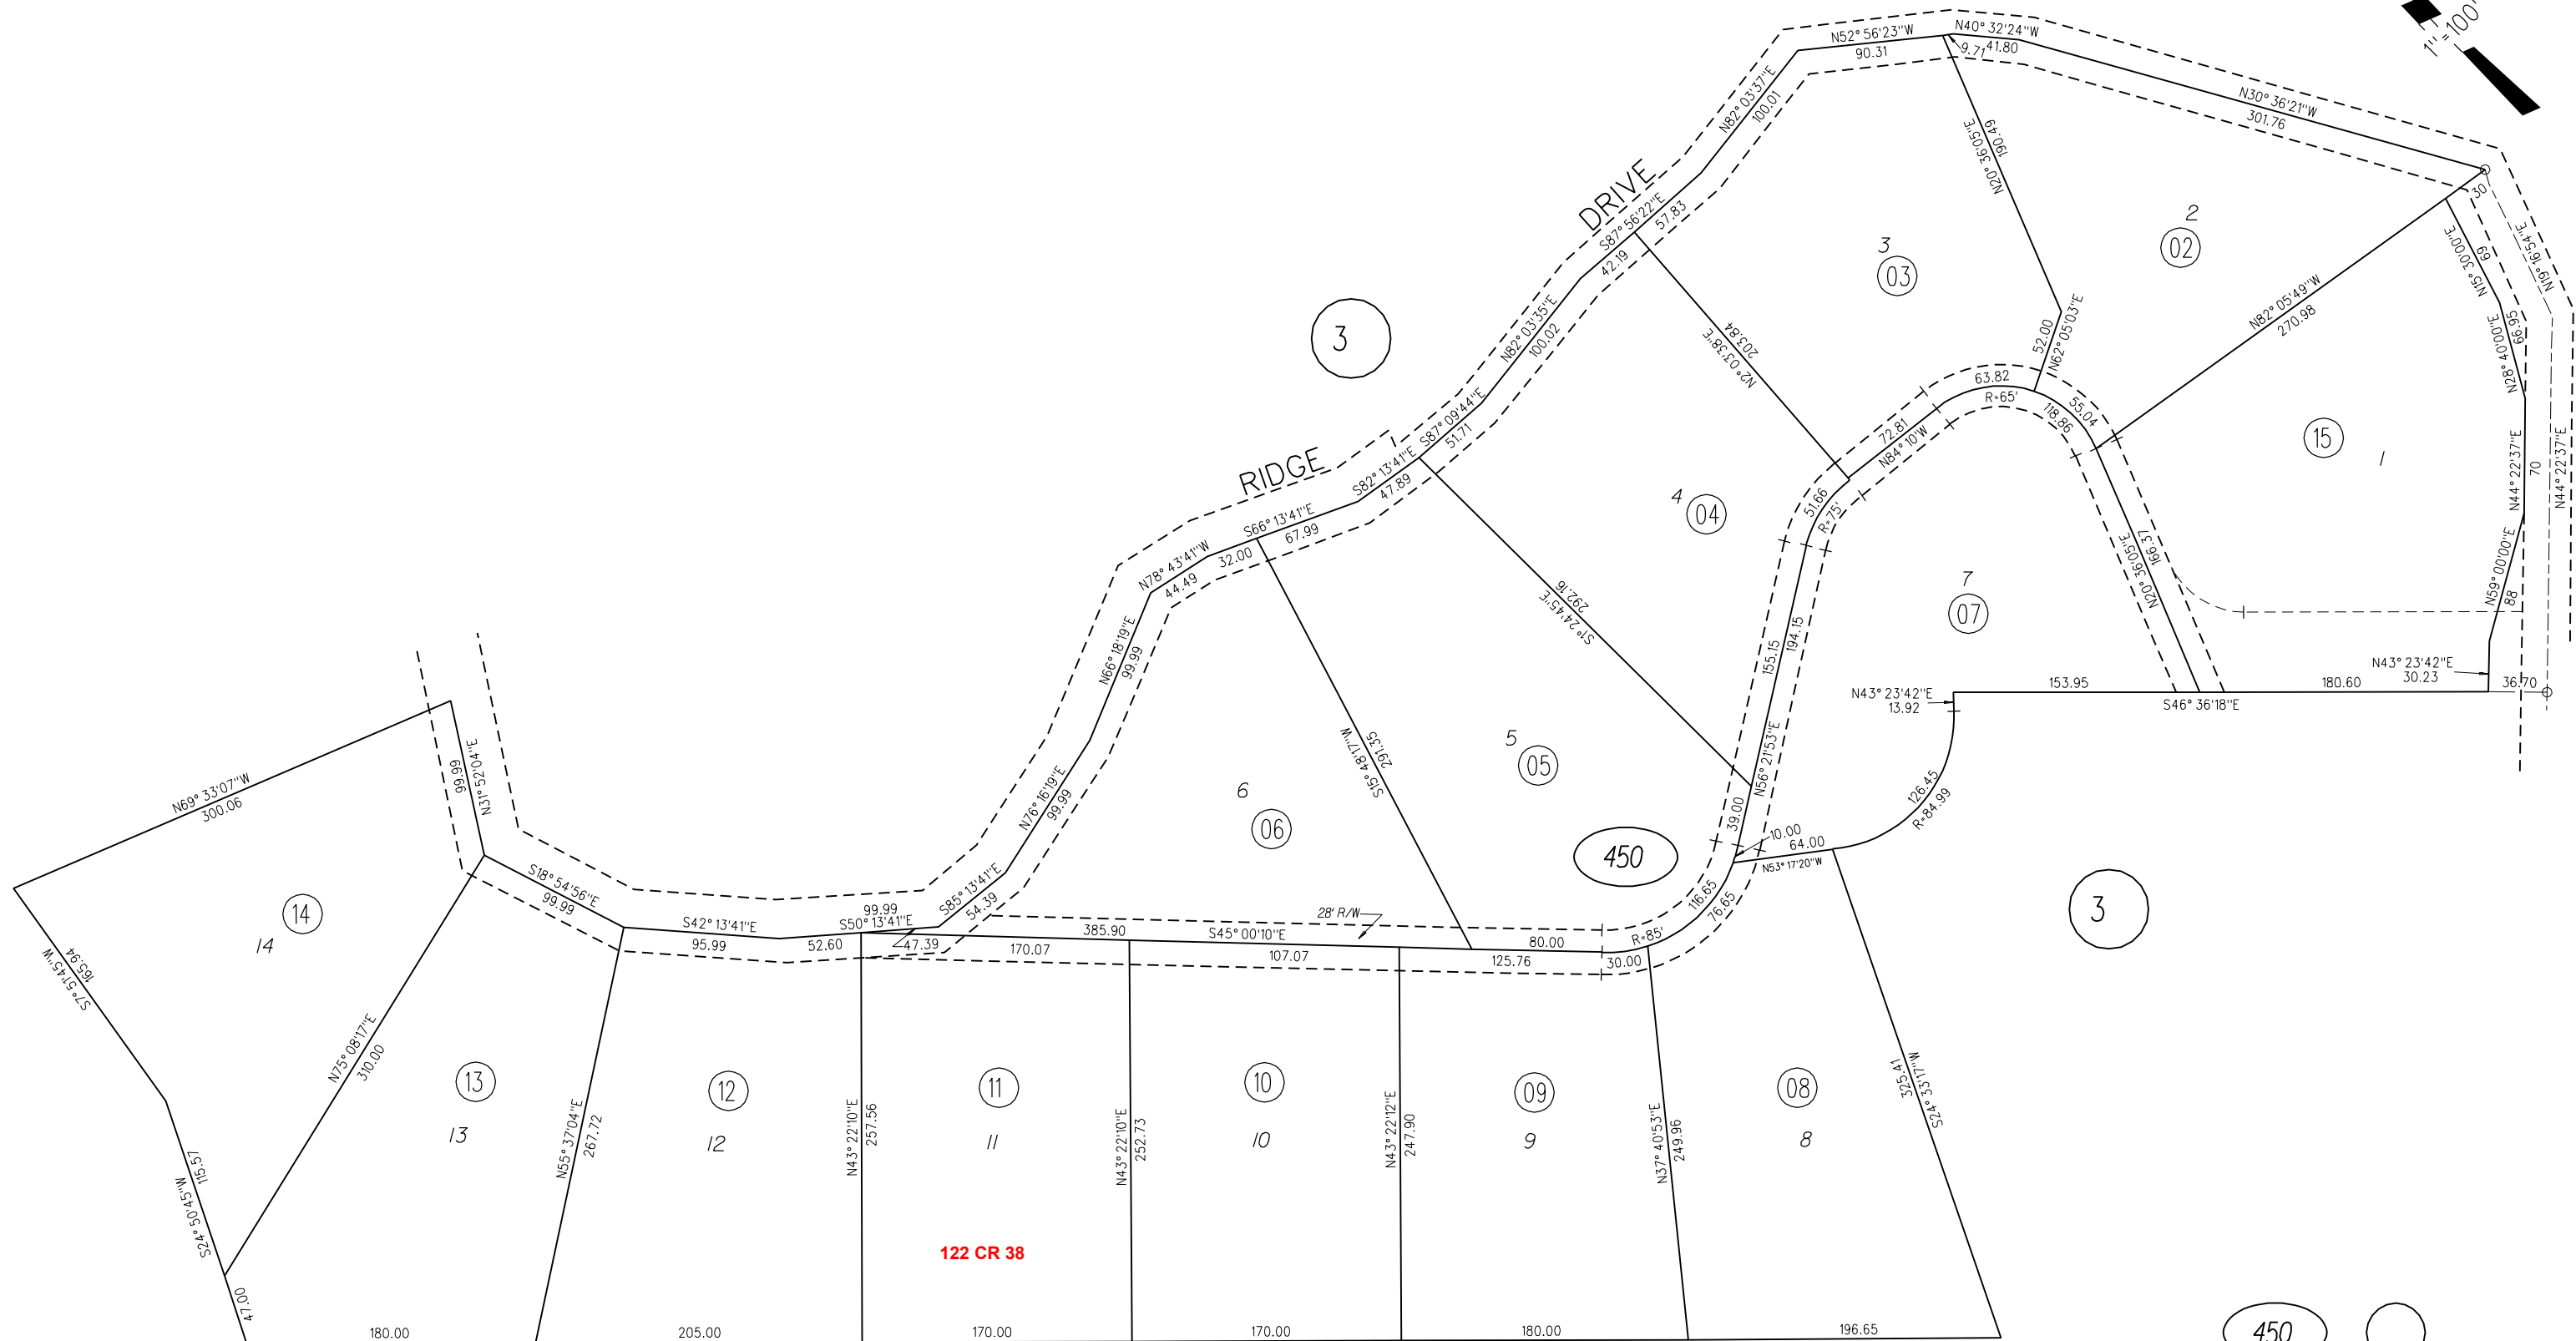 1" = 100'
N52° 56'23"W
90.31
N40° 32'24"W
9.71
41.80
N30° 36'21"W
301.76
N82° 03'37"E
100.01
N20° 36'05"E
190.49
30
N19° 16'54"E
DRIVE
S87° 56'22"E
57.83
42.19
3
03
2
02
N15° 30'00"E
69
N82° 05'49"W
270.98
N28° 40'00"E
66.95
3
N82° 03'35"E
100.02
N2° 03'38"E
203.84
52.00
N62° 05'03"E
63.82
R=65'
118.86
55.04
15
1
N44° 22'37"E
70
N44° 22'37"E
S87° 09'44"E
51.71
72.81
N84° 10'W
RIDGE
S82° 13'41"E
47.89
4
04
51.66
R=75'
S66° 13'41"E
67.99
N78° 43'41"W
32.00
44.49
N20° 36'05"E
166.37
7
07
N59° 00'00"E
88
S1° 24'45"E
292.16
155.15
194.15
N66° 18'19"E
99.99
N43° 23'42"E
30.23
36.70
N43° 23'42"E
13.92
153.95
180.60
S46° 36'18"E
N31° 52'04"E
99.99
N69° 33'07"W
300.06
N76° 16'19"E
99.99
S15° 48'17"W
291.35
5
05
6
06
N56° 21'53"E
39.00
10.00
64.00
N53° 17'20"W
126.45
R=84.99
450
3
S18° 54'56"E
99.99
14
14
S42° 13'41"E
95.99
52.60
99.99
S50° 13'41"E
47.39
S85° 13'41"E
54.39
28' R/W
385.90
S45° 00'10"E
170.07
107.07
80.00
125.76
30.00
R=85'
116.65
76.65
S7° 51'45"W
165.94
N75° 08'17"E
310.00
13
13
12
12
11
11
10
10
09
9
08
8
N55° 37'04"E
267.72
N43° 22'10"E
257.56
N43° 22'10"E
252.73
N43° 22'12"E
247.90
N37° 40'53"E
249.96
S24° 33'17"W
325.41
S24° 50'45"W
115.57
47.00
122 CR 38
180.00
205.00
170.00
170.00
180.00
196.65
450